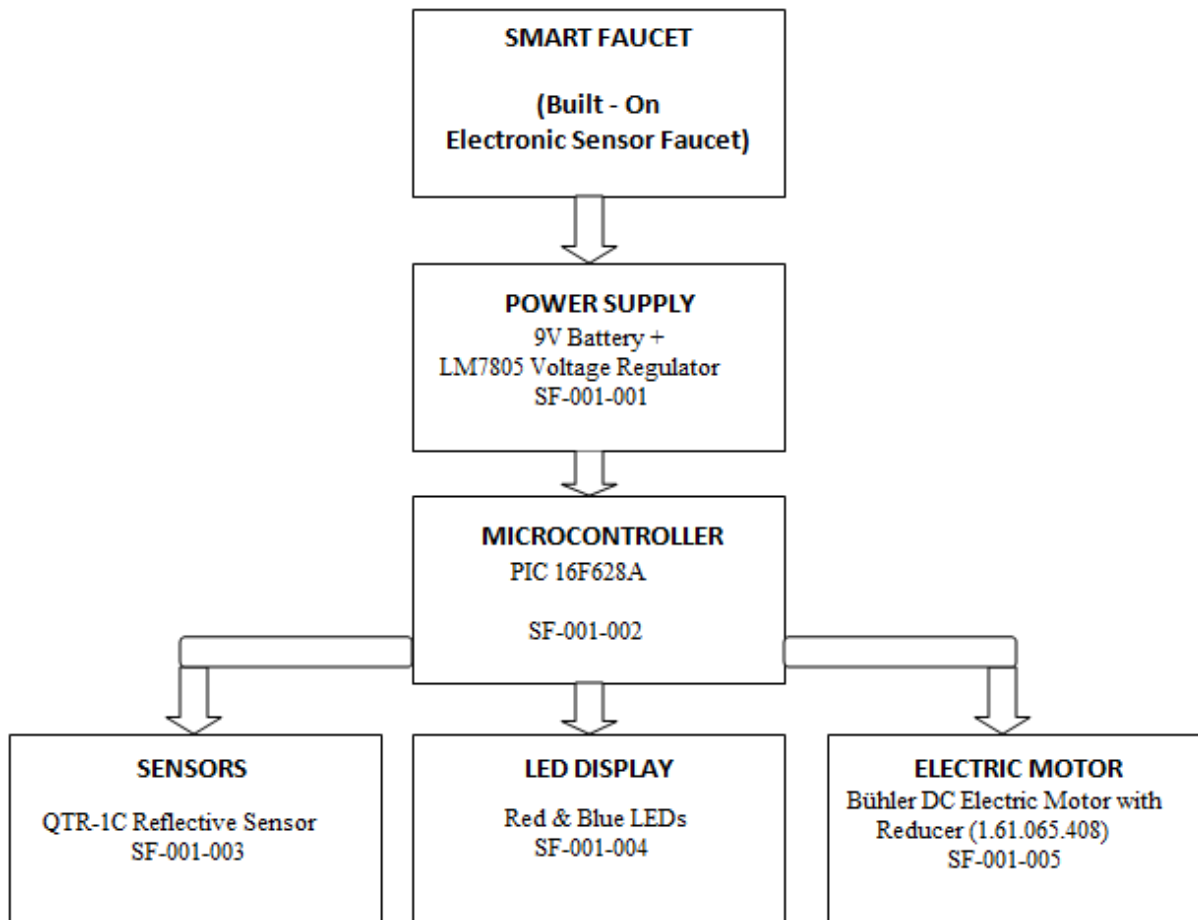 SMART FAUCET
(Built - On
Electronic Sensor Faucet)
POWER SUPPLY
9V Battery +
LM7805 Voltage Regulator
SF-001-001
MICROCONTROLLER
PIC 16F628A
SF-001-002
SENSORS
QTR-1C Reflective Sensor
SF-001-003
LED DISPLAY
Red & Blue LEDs
SF-001-004
ELECTRIC MOTOR
Bühler DC Electric Motor with
Reducer (1.61.065.408)
SF-001-005